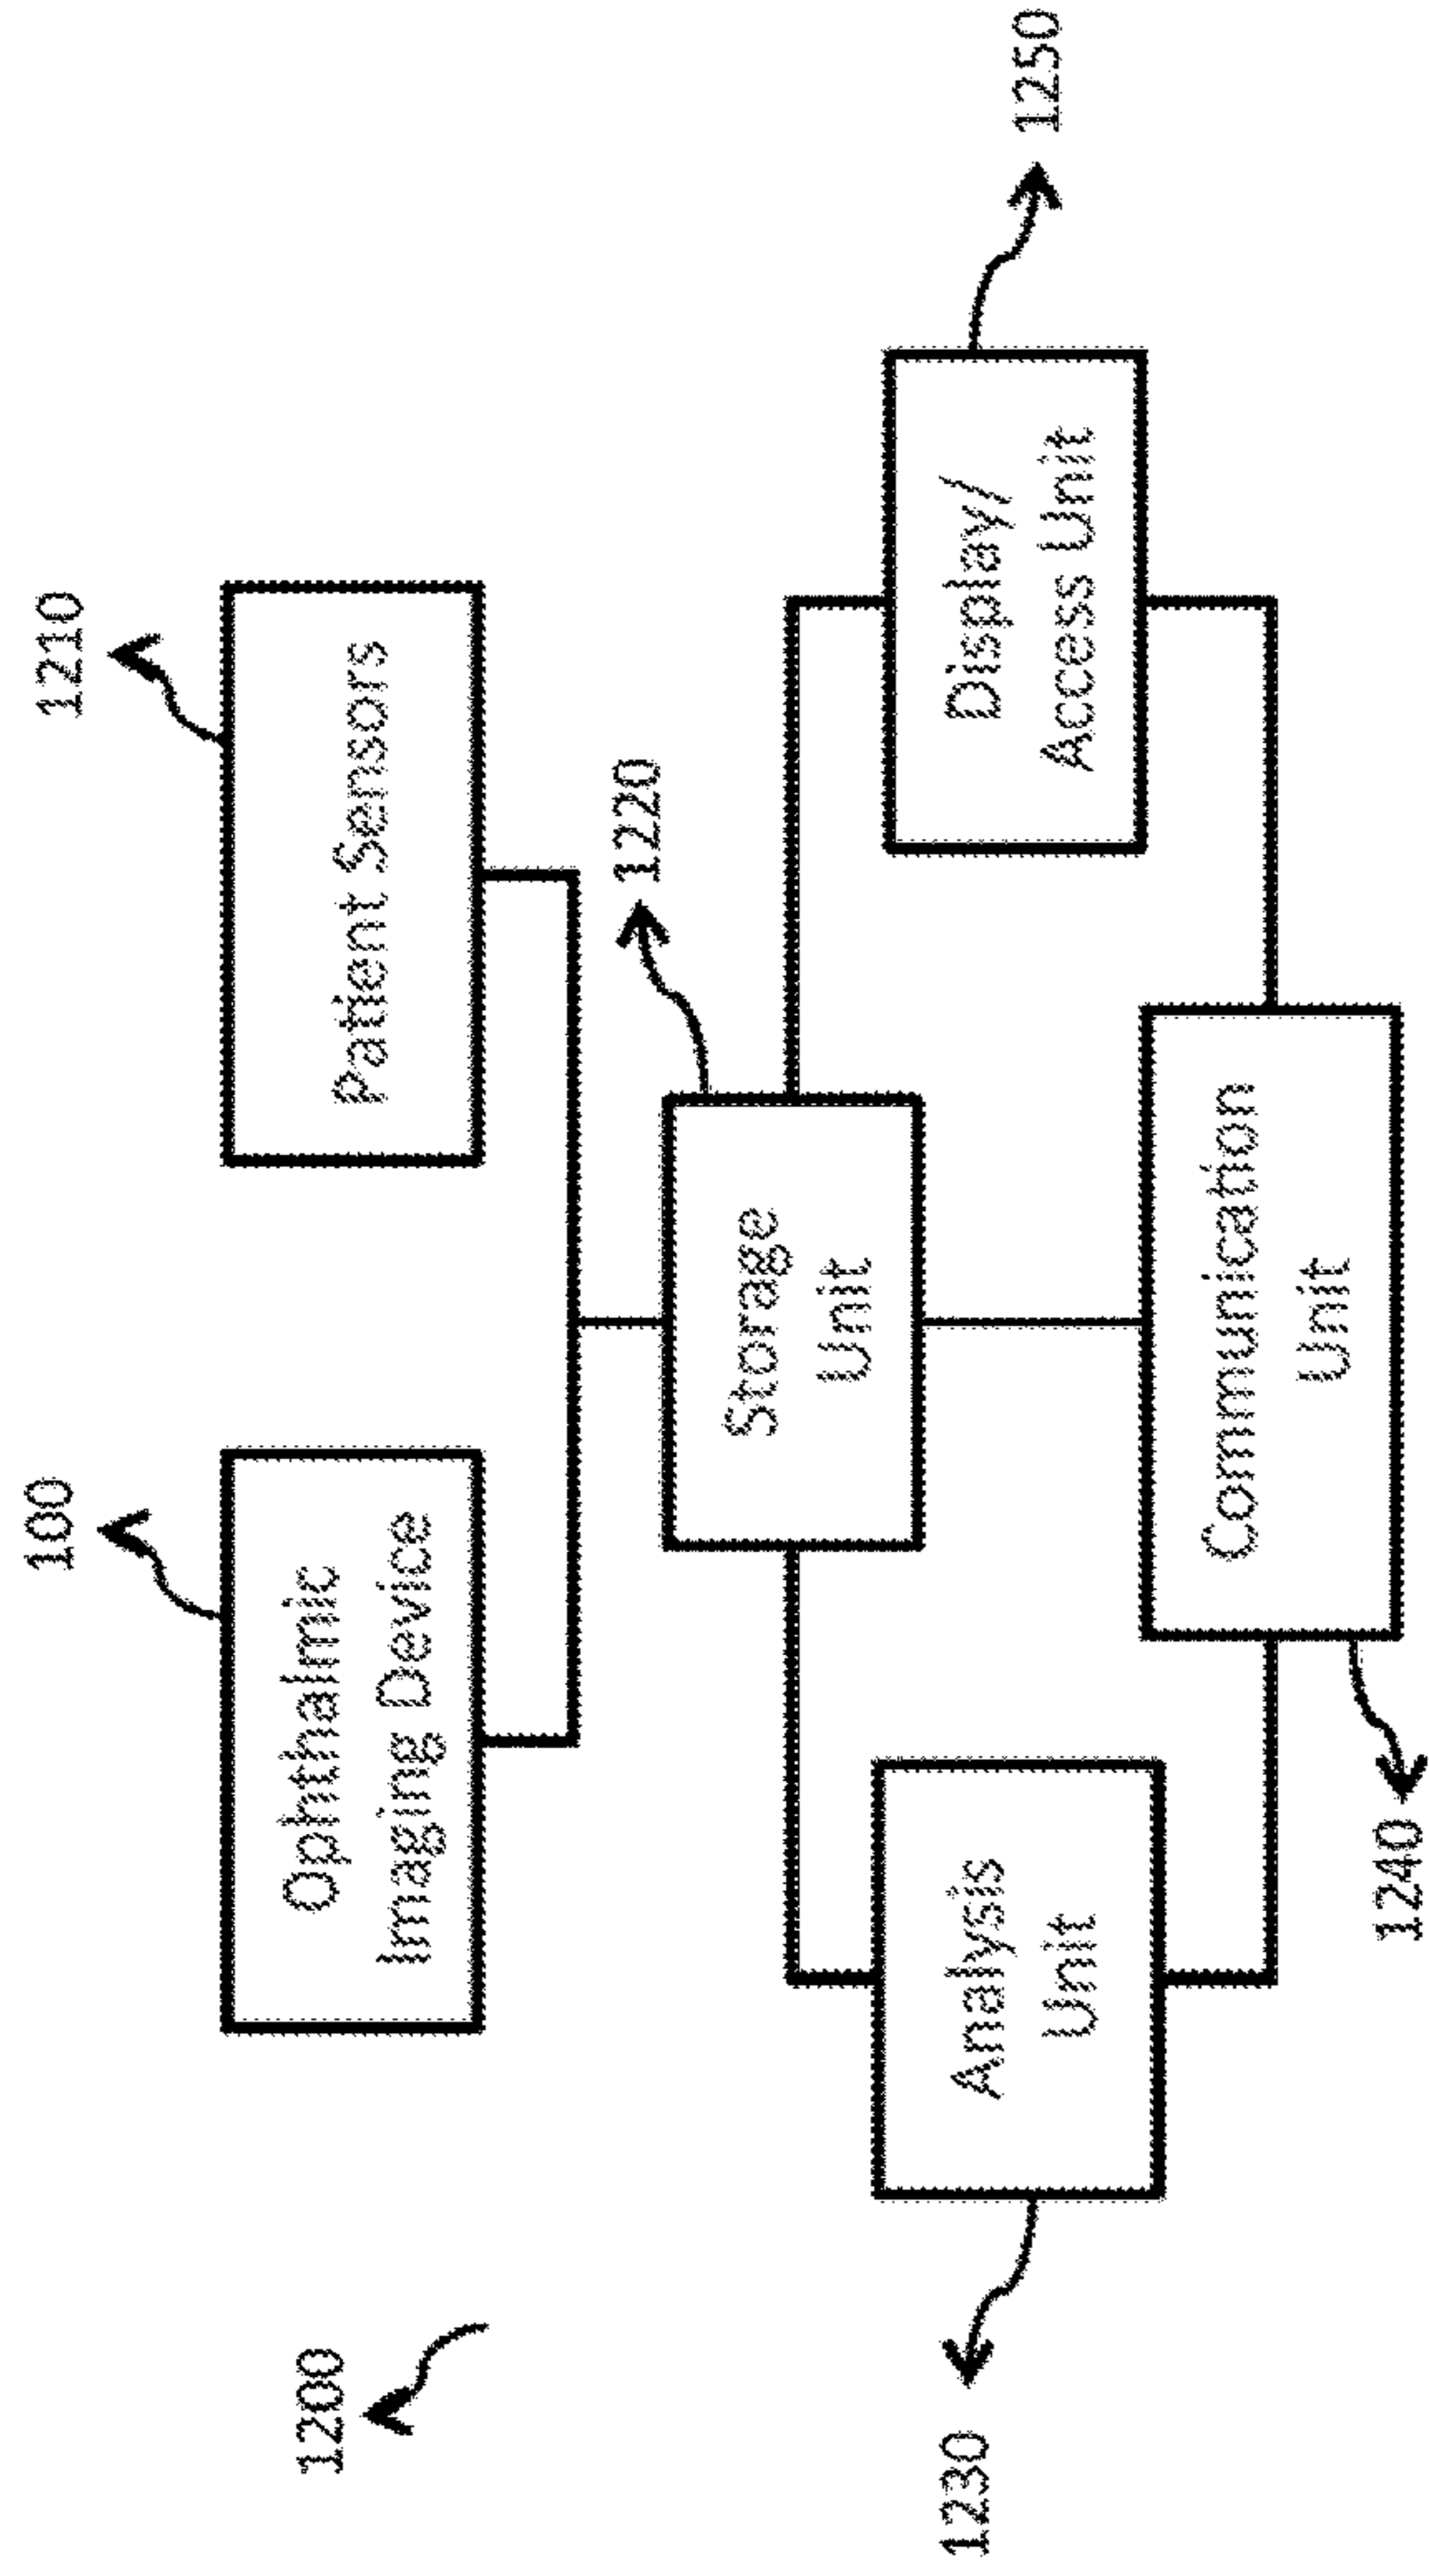 100
1210
Ophthalmic
Imaging Device
Patient Sensors
1200
1220
Storage
Unit
1250
Analysis
Unit
Display/
Access Unit
1230
Communication
Unit
1240